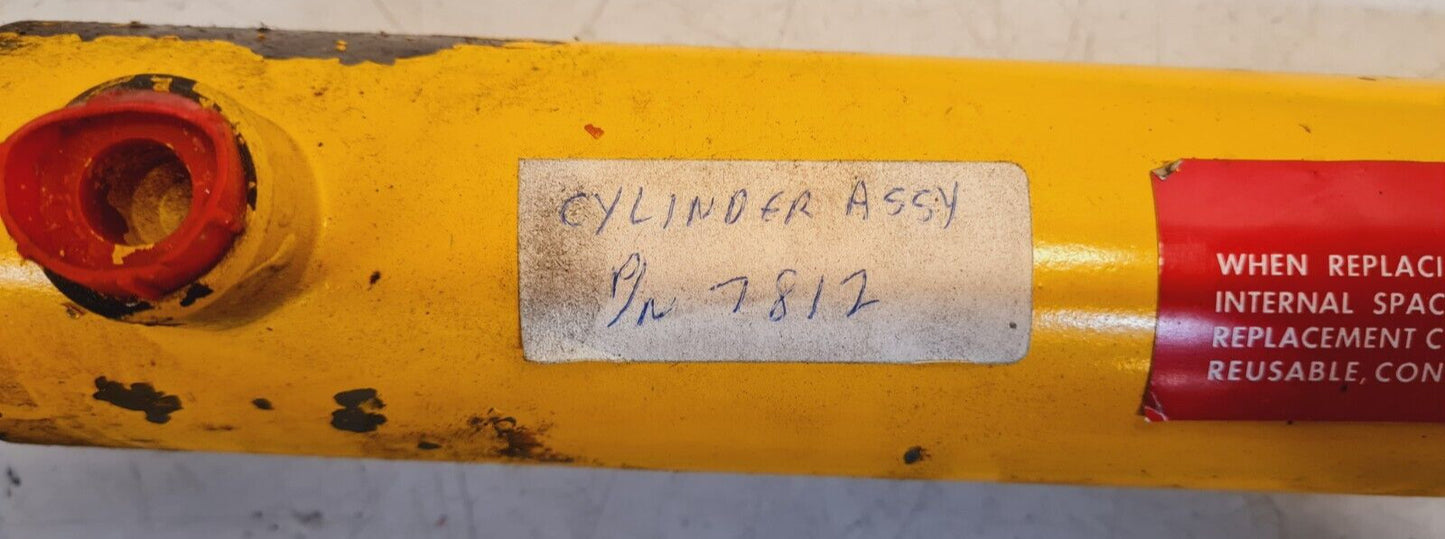 CYLINDER ASSY
P/N 7812
WHEN REPLACI
INTERNAL SPAC
REPLACEMENT C
REUSABLE, CON